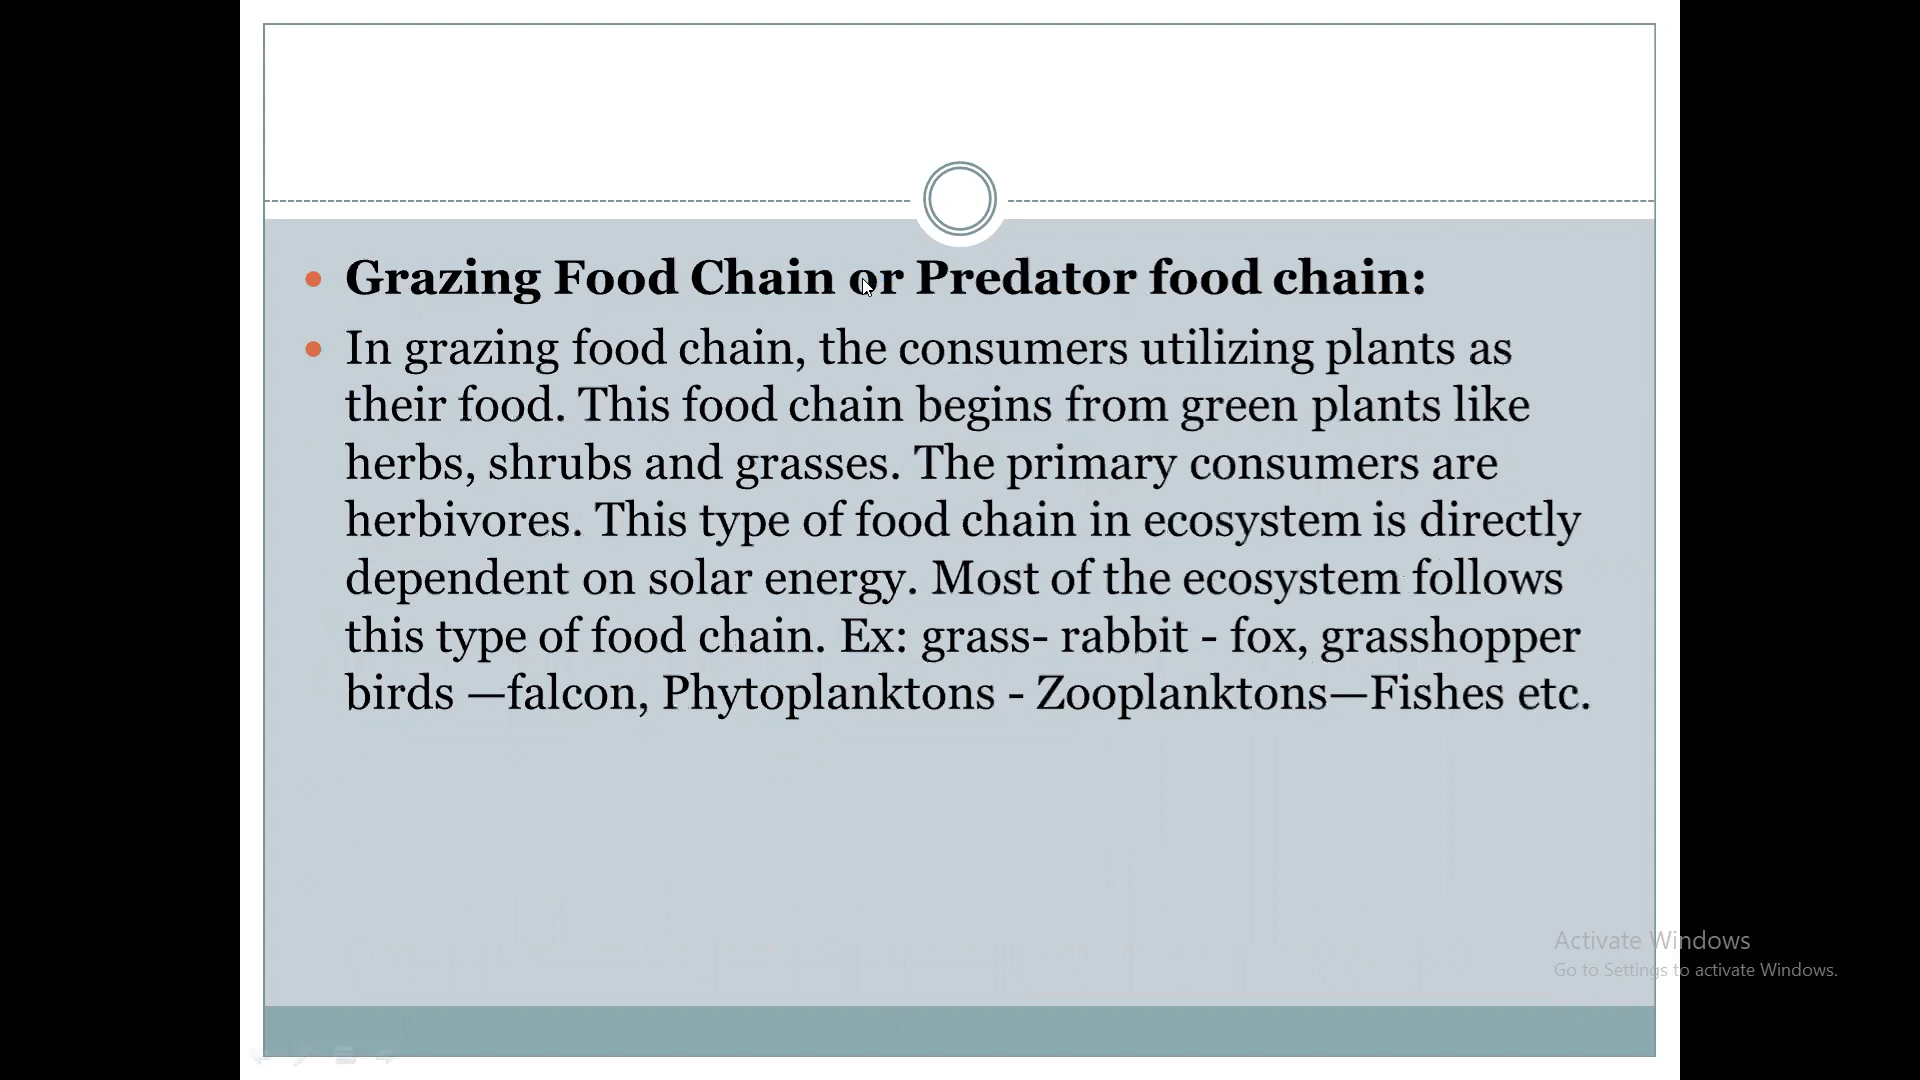 Grazing Food Chain or Predator food chain:
In grazing food chain, the consumers utilizing plants as
their food. This food chain begins from green plants like
herbs, shrubs and grasses. The primary consumers are
herbivores. This type of food chain in ecosystem is directly
dependent on solar energy. Most of the ecosystem follows
this type of food chain. Ex: grass- rabbit - fox, grasshopper
birds —falcon, Phytoplanktons - Zooplanktons—Fishes etc.
Activate Windows
Go to Settings to activate Windows.